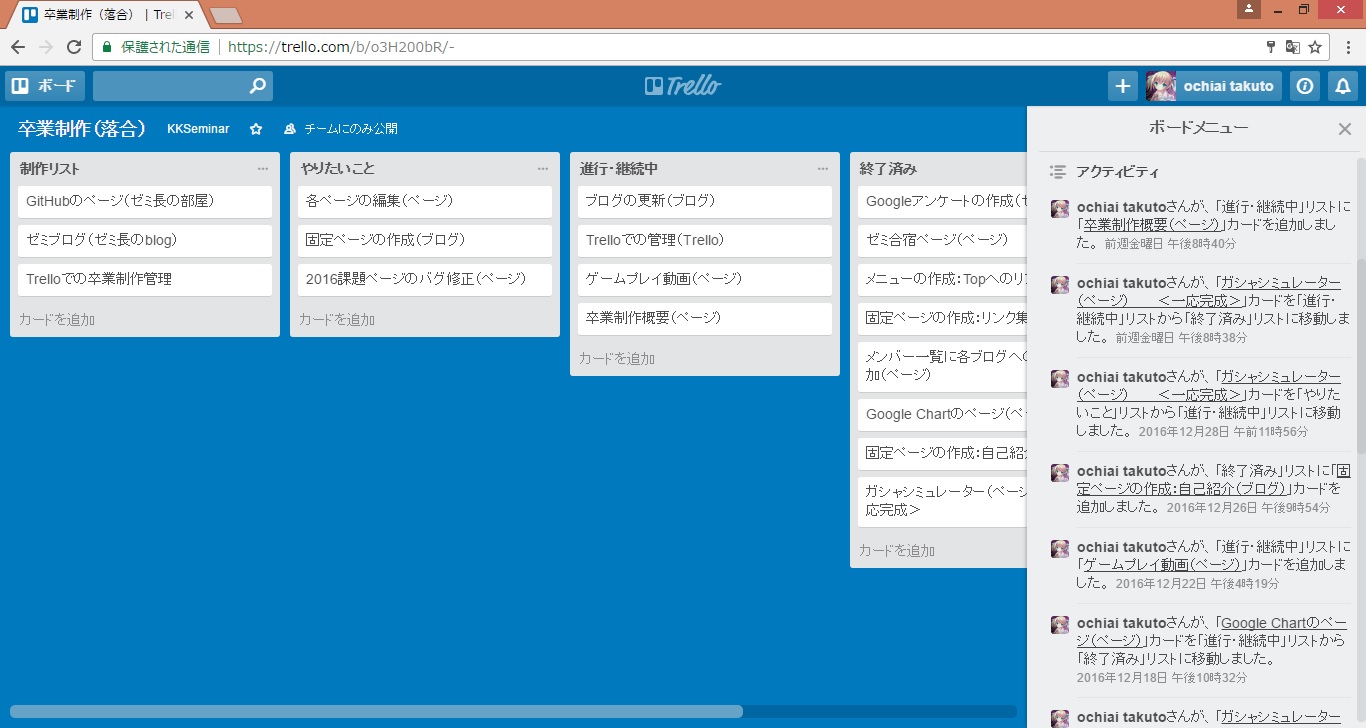 卒業制作（落合） | Trel
保護された通信 | https://trello.com/b/o3H200bR/-
ボード
Trello
ochiai takuto
卒業制作（落合）
KKSeminar
チームにのみ公開
制作リスト
GitHubのページ（ゼミ長の部屋）
ゼミブログ（ゼミ長のblog）
Trelloでの卒業制作管理
カードを追加
やりたいこと
各ページの編集（ページ）
固定ページの作成（ブログ）
2016課題ページのバグ修正（ページ）
カードを追加
進行・継続中
ブログの更新（ブログ）
Trelloでの管理（Trello）
ゲームプレイ動画（ページ）
卒業制作概要（ページ）
カードを追加
終了済み
Googleアンケートの作成（
ゼミ合宿ページ（ページ）
メニューの作成：Topへのリ
固定ページの作成：リンク集
メンバー一覧に各ブログへの
加（ページ）
Google Chartのページ（ペー
固定ページの作成：自己紹
ガシャシミュレーター（ページ
応完成＞
カードを追加
ボードメニュー
アクティビティ
ochiai takutoさんが、「進行・継続中」リストに
「卒業制作概要（ページ）」カードを追加しまし
た。 前週金曜日 午後8時40分
ochiai takutoさんが、「ガシャシミュレーター
（ページ）　　＜一応完成＞」カードを「進行・
継続中」リストから「終了済み」リストに移動しま
した。 前週金曜日 午後8時38分
ochiai takutoさんが、「ガシャシミュレーター
（ページ）　　＜一応完成＞」カードを「やりた
いこと」リストから「進行・継続中」リストに移動
しました。 2016年12月28日 午前11時56分
ochiai takutoさんが、「終了済み」リストに「固
定ページの作成：自己紹介（ブログ）」カードを
追加しました。 2016年12月26日 午後9時54分
ochiai takutoさんが、「進行・継続中」リストに
「ゲームプレイ動画（ページ）」カードを追加しま
した。 2016年12月22日 午後4時19分
ochiai takutoさんが、「Google Chartのペー
ジ（ページ）」カードを「進行・継続中」リストから
「終了済み」リストに移動しました。
2016年12月18日 午後10時32分
ochiai takutoさんが、「ガシャシミュレーター